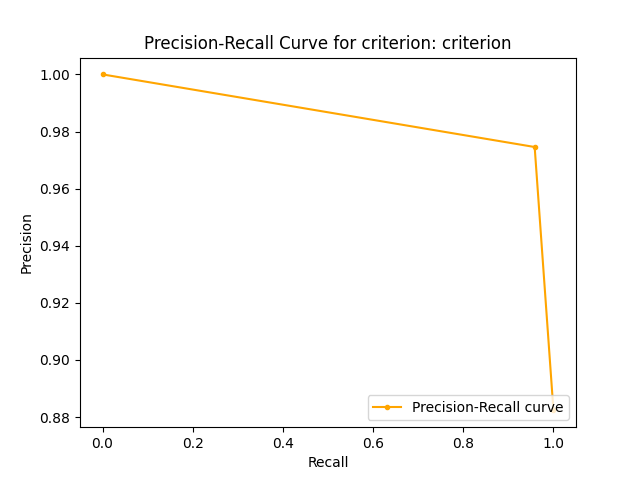 Precision-Recall Curve for criterion: criterion
1.00
0.98
0.96
0.94
0.92
0.90
0.88
Precision
Precision-Recall curve
0.0 0.2 0.4 0.6 0.8 1.0
Recall